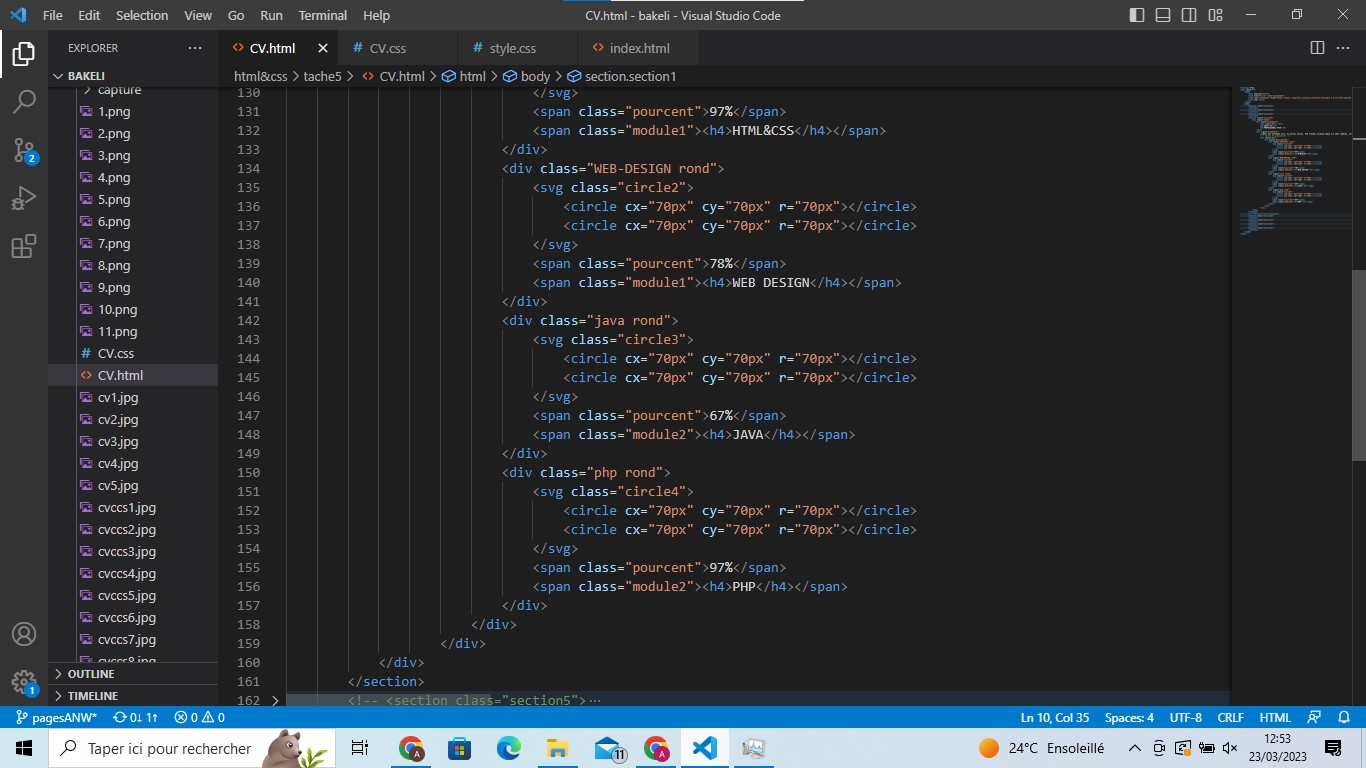 File Edit Selection View Go Run Terminal Help CV.html - bakeli - Visual Studio Code
EXPLORER ···
BAKELI
capture
1.png
2.png
3.png
4.png
5.png
6.png
7.png
8.png
9.png
10.png
11.png
# CV.css
<> CV.html
cv1.jpg
cv2.jpg
cv3.jpg
cv4.jpg
cv5.jpg
cvccs1.jpg
cvccs2.jpg
cvccs3.jpg
cvccs4.jpg
cvccs5.jpg
cvccs6.jpg
cvccs7.jpg
cvccs8.jpg
OUTLINE
TIMELINE
<> CV.html # CV.css # style.css <> index.html
html&css > tache5 > <> CV.html > html > body > section.section1
130 </svg>
131 <span class="pourcent">97%</span>
132 <span class="module1"><h4>HTML&CSS</h4></span>
133 </div>
134 <div class="WEB-DESIGN rond">
135 <svg class="circle2">
136 <circle cx="70px" cy="70px" r="70px"></circle>
137 <circle cx="70px" cy="70px" r="70px"></circle>
138 </svg>
139 <span class="pourcent">78%</span>
140 <span class="module1"><h4>WEB DESIGN</h4></span>
141 </div>
142 <div class="java rond">
143 <svg class="circle3">
144 <circle cx="70px" cy="70px" r="70px"></circle>
145 <circle cx="70px" cy="70px" r="70px"></circle>
146 </svg>
147 <span class="pourcent">67%</span>
148 <span class="module2"><h4>JAVA</h4></span>
149 </div>
150 <div class="php rond">
151 <svg class="circle4">
152 <circle cx="70px" cy="70px" r="70px"></circle>
153 <circle cx="70px" cy="70px" r="70px"></circle>
154 </svg>
155 <span class="pourcent">97%</span>
156 <span class="module2"><h4>PHP</h4></span>
157 </div>
158 </div>
159 </div>
160 </div>
161 </section>
162 <!-- <section class="section5">···
2
1
pagesANW* 0↓ 1↑ 0 0 Ln 10, Col 35 Spaces: 4 UTF-8 CRLF HTML
Taper ici pour rechercher A 11 A 24°C Ensoleillé 12:53
23/03/2023